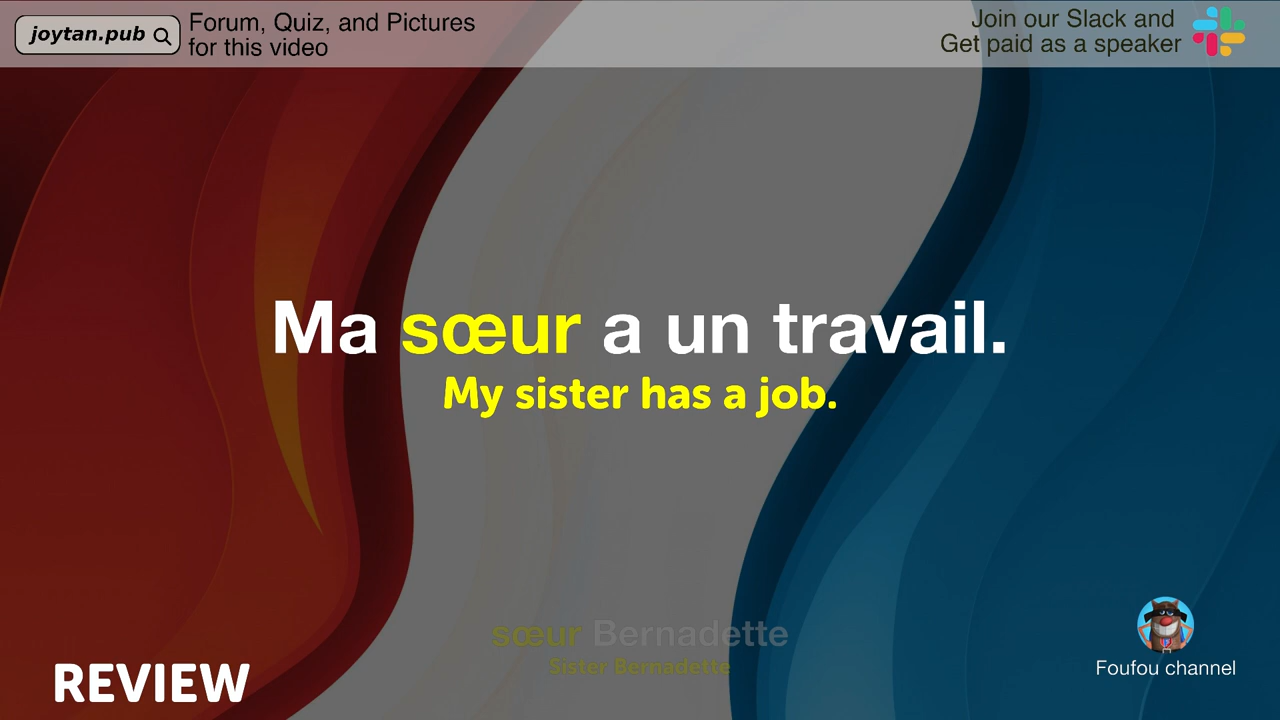 joytan.pub
Forum, Quiz, and Pictures
for this video
Join our Slack and
Get paid as a speaker
Ma sœur a un travail.
My sister has a job.
sœur Bernadette
Sister Bernadette
REVIEW
Foufou channel